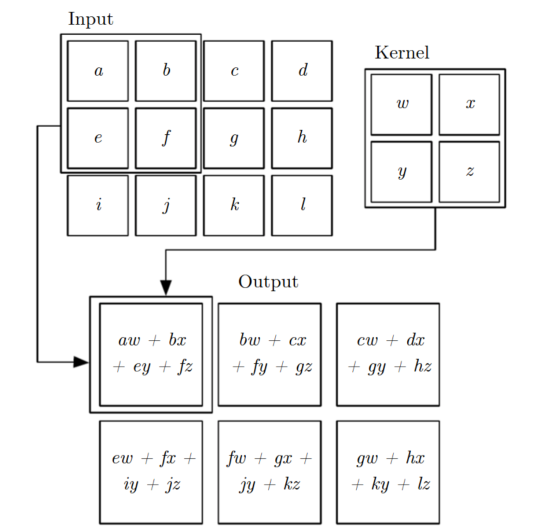 Input
a b c d
Kernel
w x
e f g h
y z
i j k l
Output
aw + bx
+ ey + fz
bw + cx
+ fy + gz
cw + dx
+ gy + hz
ew + fx +
iy + jz
fw + gx +
jy + kz
gw + hx
+ ky + lz